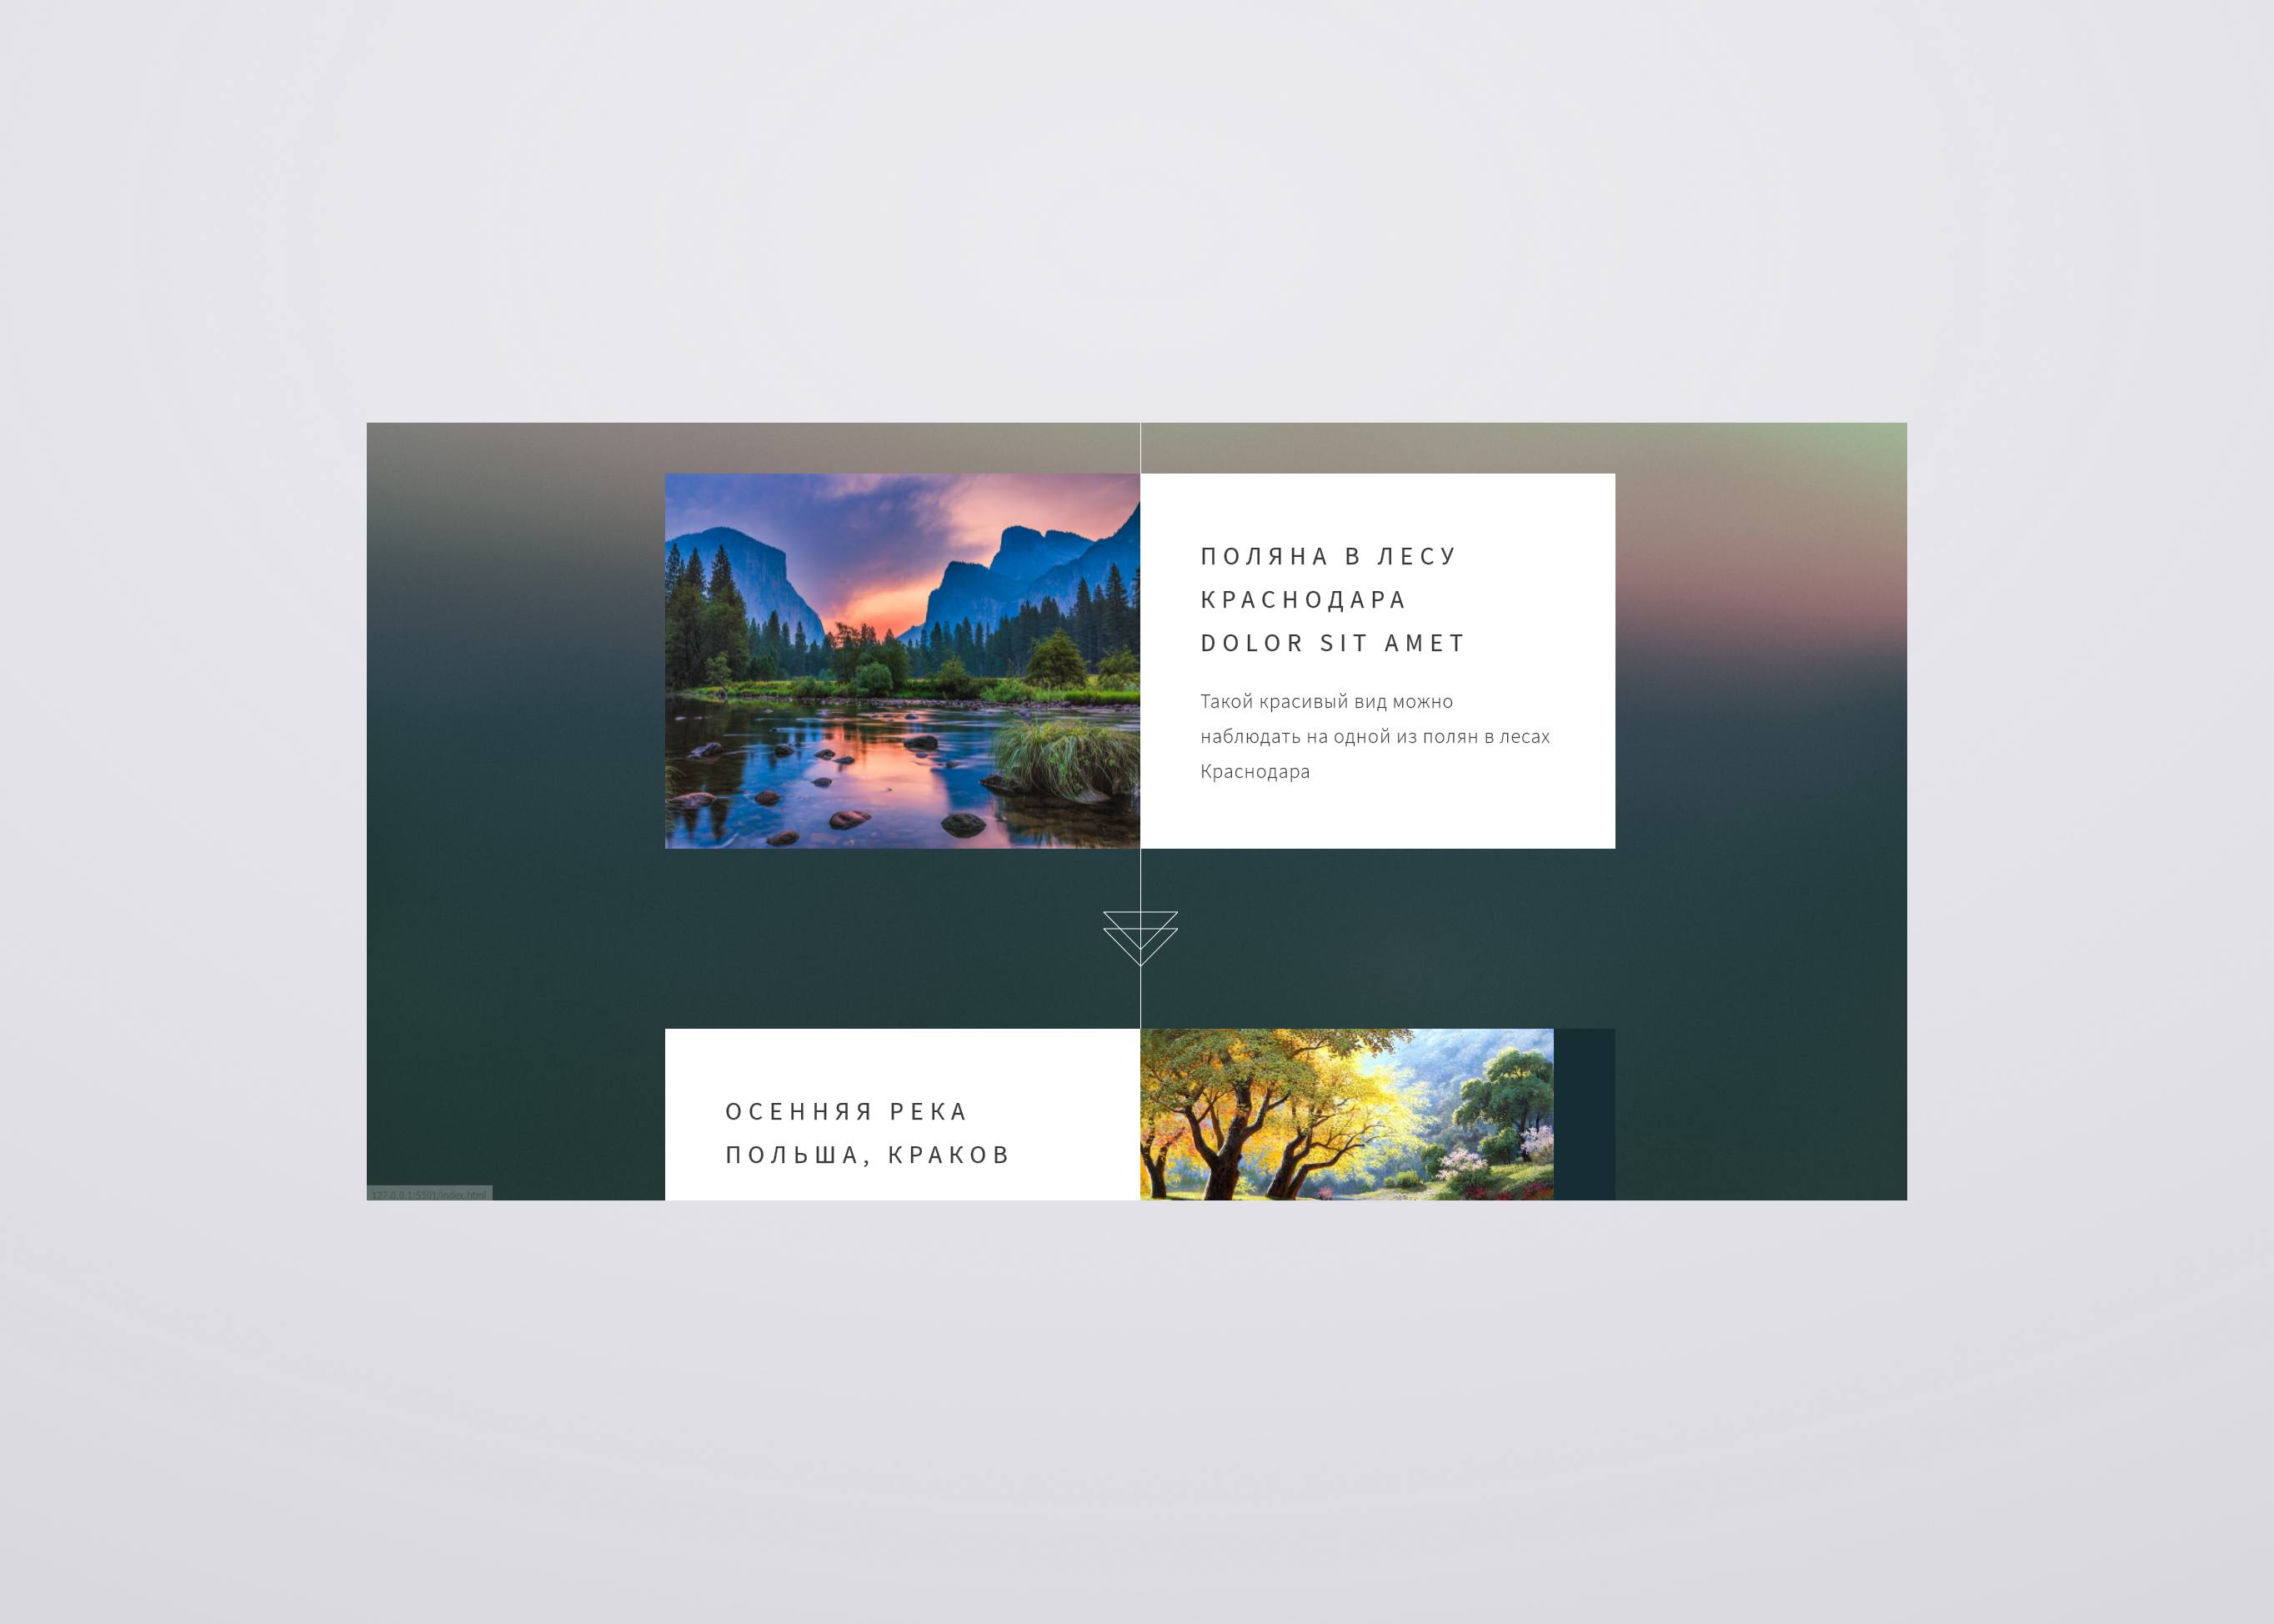 ПОЛЯНА В ЛЕСУ
КРАСНОДАРА
DOLOR SIT AMET
Такой красивый вид можно
наблюдать на одной из полян в лесах
Краснодара
ОСЕННЯЯ РЕКА
ПОЛЬША, КРАКОВ
127.0.0.1:5501/index.html